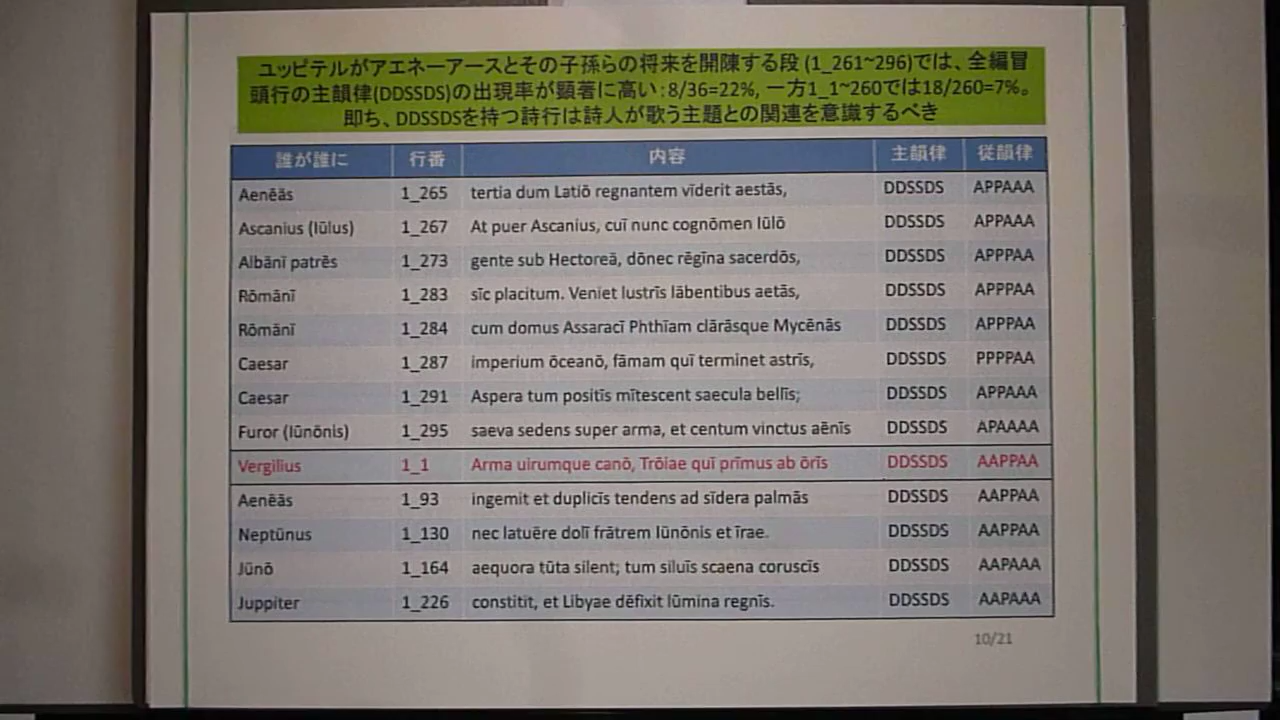 ユッピテルがアエネーアースとその子孫らの将来を開陳する段 (1_261~296)では、全編冒
頭行の主韻律(DDSSDS)の出現率が顕著に高い：8/36=22%, 一方1_1~260では18/260=7%。
即ち、DDSSDSを持つ詩行は詩人が歌う主題との関連を意識するべき
誰が誰に 行番 内容 主韻律 従韻律
Aenēās 1_265 tertia dum Latiō regnantem vīderit aestās, DDSSDS APPAAA
Ascanius (Iūlus) 1_267 At puer Ascanius, cuī nunc cognōmen Iūlō DDSSDS APPAAA
Albānī patrēs 1_273 gente sub Hectoreā, dōnec rēgīna sacerdōs, DDSSDS APPPAA
Rōmānī 1_283 sīc placitum. Veniet lustrīs lābentibus aetās, DDSSDS APPPAA
Rōmānī 1_284 cum domus Assaracī Phthīam clārāsque Mycēnās DDSSDS APPPAA
Caesar 1_287 imperium ōceanō, fāmam quī terminet astrīs, DDSSDS PPPPAA
Caesar 1_291 Aspera tum positīs mītescent saecula bellīs; DDSSDS APPAAA
Furor (Iūnōnis) 1_295 saeva sedens super arma, et centum vinctus aēnīs DDSSDS APAAAA
Vergilius 1_1 Arma uirumque canō, Trōiae quī prīmus ab ōrīs DDSSDS AAPPAA
Aenēās 1_93 ingemit et duplicīs tendens ad sīdera palmās DDSSDS AAPPAA
Neptūnus 1_130 nec latuēre dolī frātrem Iūnōnis et īrae. DDSSDS AAPPAA
Jūnō 1_164 aequora tūta silent; tum siluīs scaena coruscīs DDSSDS AAPAAA
Juppiter 1_226 constitit, et Libyae dēfixit lūmina regnīs. DDSSDS AAPAAA
10/21